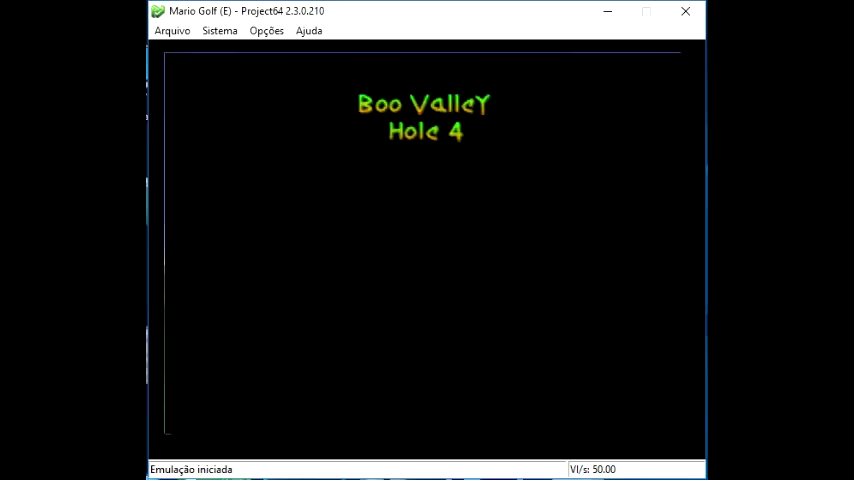 Mario Golf (E) - Project64 2.3.0.210
Arquivo Sistema Opções Ajuda
Boo Valley
Hole 4
Emulação iniciada VI/s: 50.00